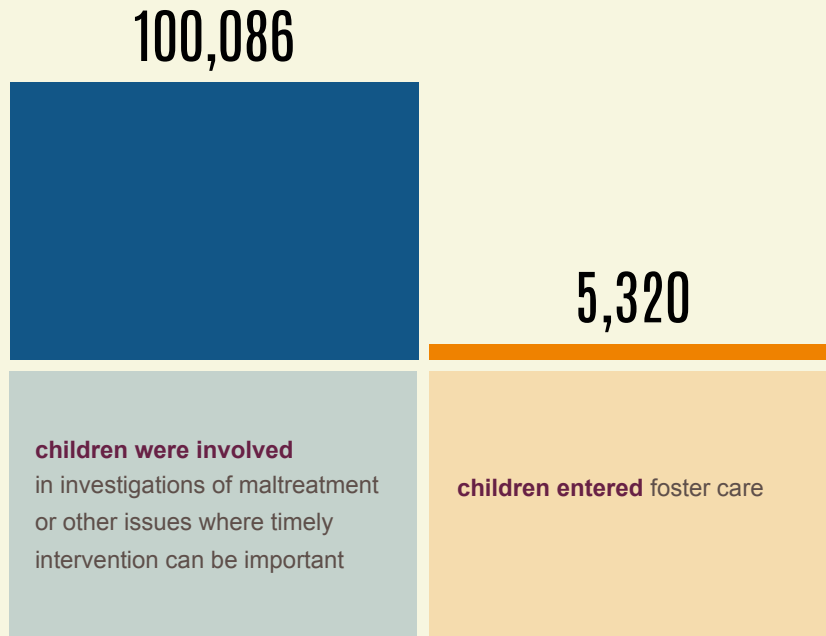 100,086
5,320
children were involved
in investigations of maltreatment
or other issues where timely
intervention can be important
children entered foster care